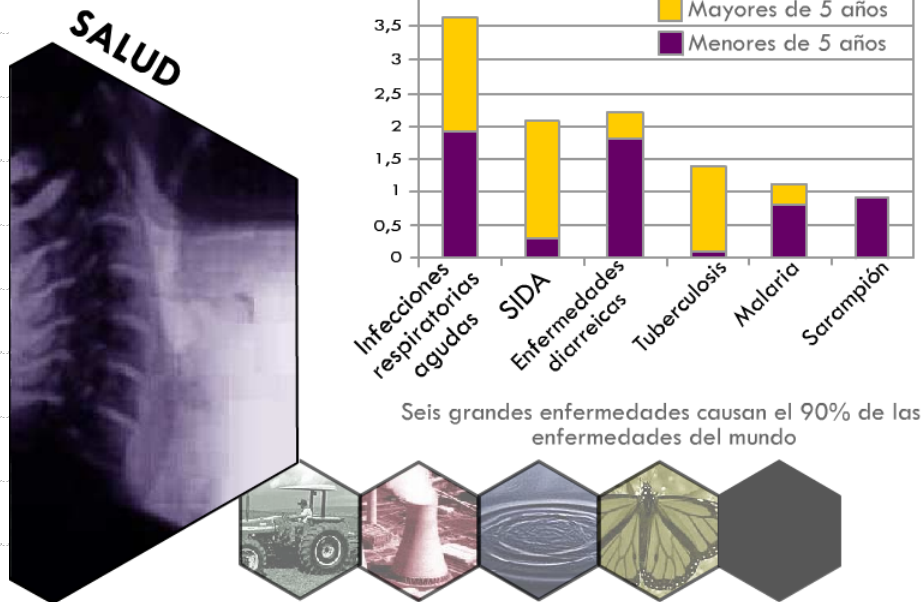 SALUD
Mayores de 5 años
Menores de 5 años
3,5
3
2,5
2
1,5
1
0,5
0
Infecciones
respiratorias
agudas
SIDA
Enfermedades
diarreicas
Tuberculosis
Malaria
Sarampión
Seis grandes enfermedades causan el 90% de las
enfermedades del mundo